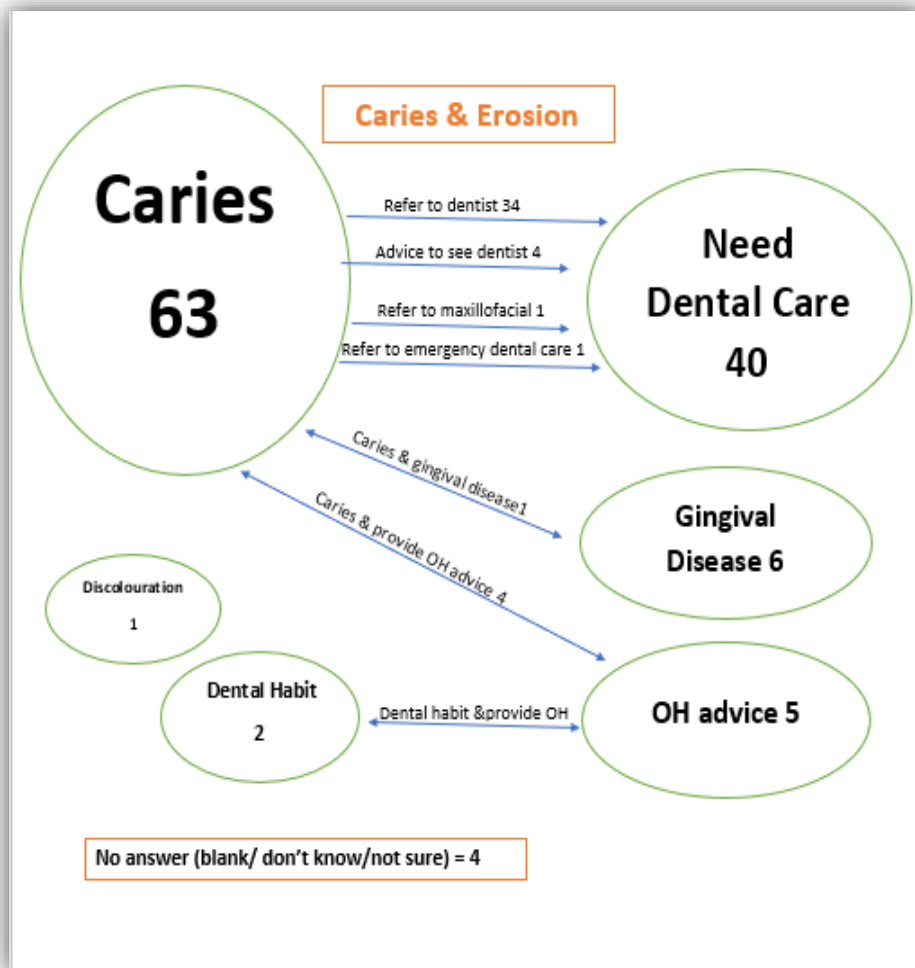 Caries & Erosion
Caries
63
Refer to dentist 34
Advice to see dentist 4
Refer to maxillofacial 1
Refer to emergency dental care 1
Need
Dental Care
40
Caries & gingival disease1
Caries & provide OH advice 4
Gingival
Disease 6
Discolouration
1
Dental Habit
2
Dental habit &provide OH
OH advice 5
No answer (blank/ don't know/not sure) = 4